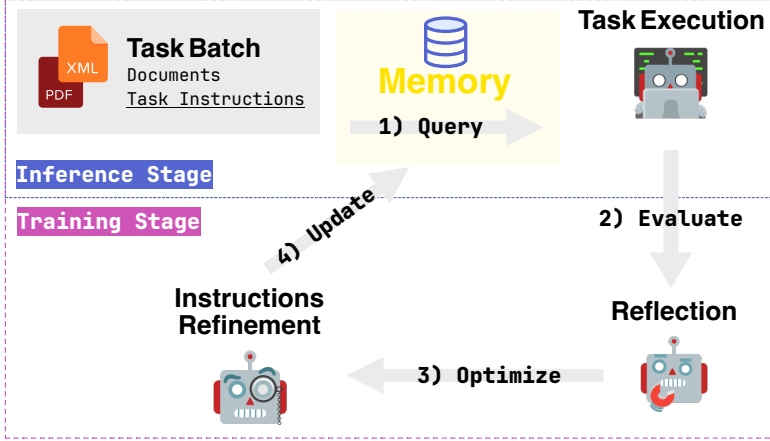 Task Batch
Documents
Task Instructions
XML
PDF
Memory
1) Query
Task Execution
Inference Stage
Training Stage
2) Evaluate
Reflection
3) Optimize
Instructions
Refinement
4) Update